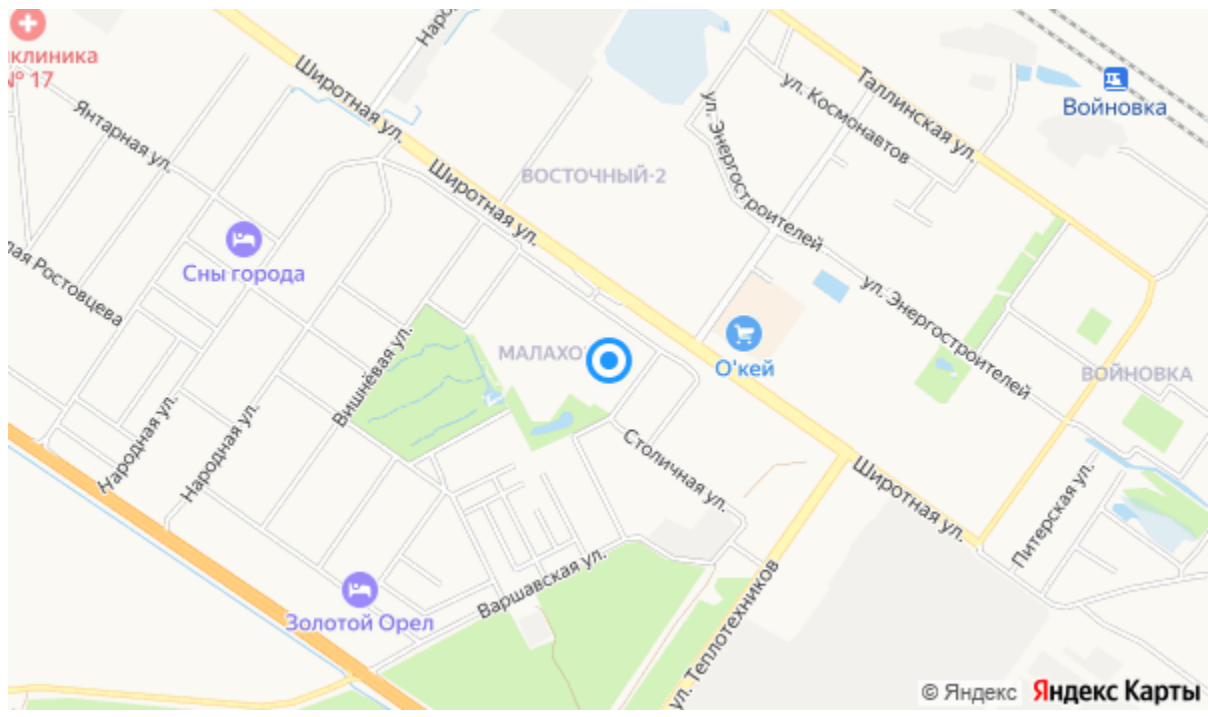 Наро
клиника
№ 17
Широтная ул.
Таллинская ул.
ул. Космонавтов
Войновка
Янтарная ул.
ул. Энергостроителей
ВОСТОЧНЫЙ-2
Широтная ул.
Сны города
лая Ростовцева
ул. Энергостроителей
Вишнёвая ул.
МАЛАХО
О'кей
ВОЙНОВКА
Народная ул.
Народная ул.
Столичная ул.
Широтная ул.
Питерская ул.
Варшавская ул.
Золотой Орел
ул. Теплотехников
© Яндекс Яндекс Карты